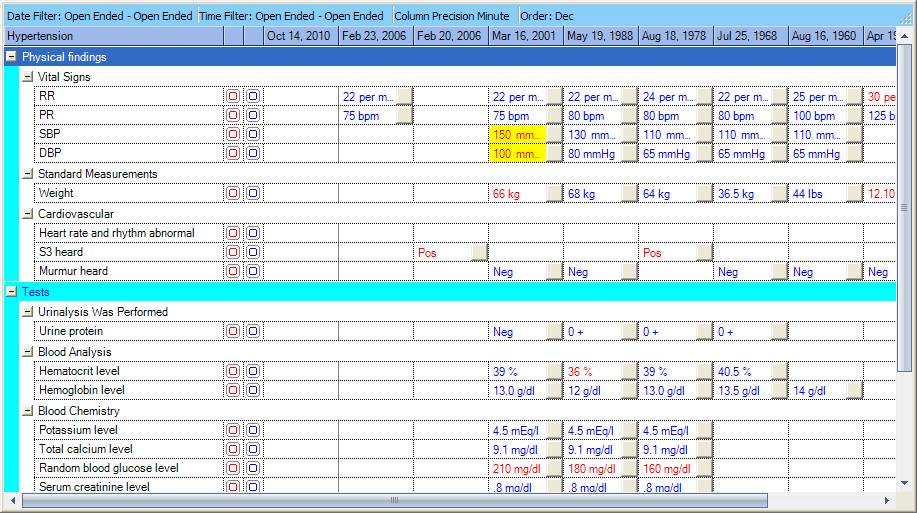 Date Filter: Open Ended - Open Ended Time Filter: Open Ended - Open Ended Column Precision Minute Order: Dec
Hypertension Oct 14, 2010 Feb 23, 2006 Feb 20, 2006 Mar 16, 2001 May 19, 1988 Aug 18, 1978 Jul 25, 1968 Aug 16, 1960 Apr 19
Physical findings
Vital Signs
RR 22 per m... 22 per m... 22 per m... 24 per m... 22 per m... 25 per m... 30 pe
PR 75 bpm 75 bpm 80 bpm 80 bpm 80 bpm 100 bpm 125 b
SBP 150 mm... 130 mm... 110 mm... 110 mm... 110 mm...
DBP 100 mm... 80 mmHg 65 mmHg 65 mmHg 65 mmHg
Standard Measurements
Weight 66 kg 68 kg 64 kg 36.5 kg 44 lbs 12.10
Cardiovascular
Heart rate and rhythm abnormal
S3 heard Pos Pos
Murmur heard Neg Neg Neg Neg Neg
Tests
Urinalysis Was Performed
Urine protein Neg 0 + 0 + 0 +
Blood Analysis
Hematocrit level 39 % 36 % 39 % 40.5 %
Hemoglobin level 13.0 g/dl 12 g/dl 13.0 g/dl 13.5 g/dl 14 g/dl
Blood Chemistry
Potassium level 4.5 mEq/l 4.5 mEq/l 4.5 mEq/l
Total calcium level 9.1 mg/dl 9.1 mg/dl 9.1 mg/dl
Random blood glucose level 210 mg/dl 180 mg/dl 160 mg/dl
Serum creatinine level .8 mg/dl .8 mg/dl .8 mg/dl